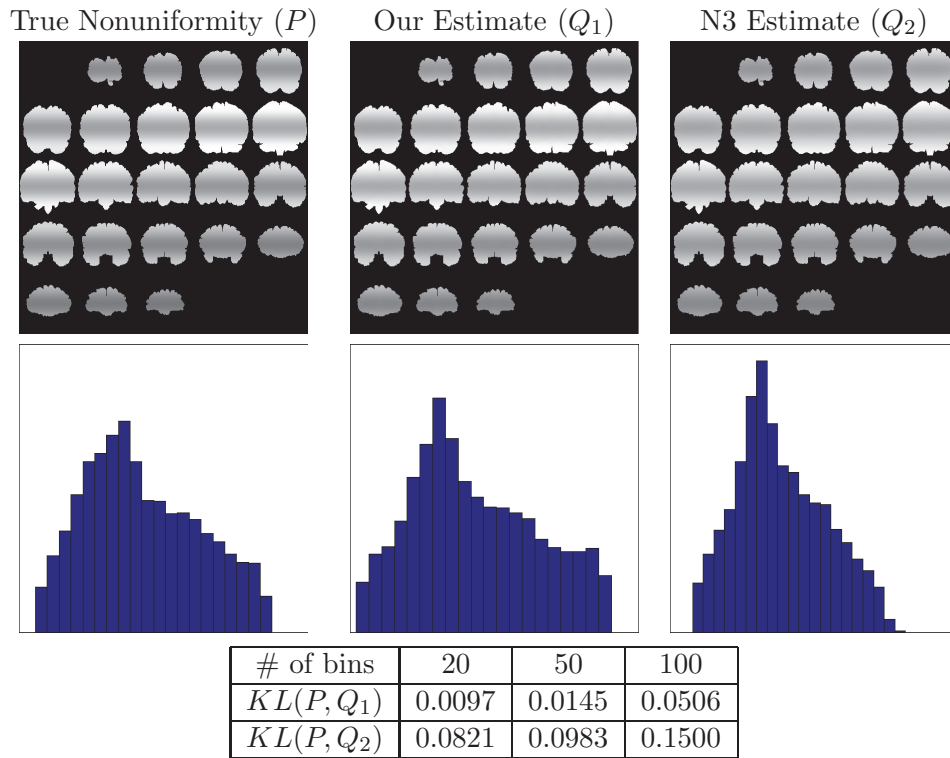 True Nonuniformity (P) Our Estimate (Q₁) N3 Estimate (Q₂)
# of bins 20 50 100
KL(P, Q₁) 0.0097 0.0145 0.0506
KL(P, Q₂) 0.0821 0.0983 0.1500